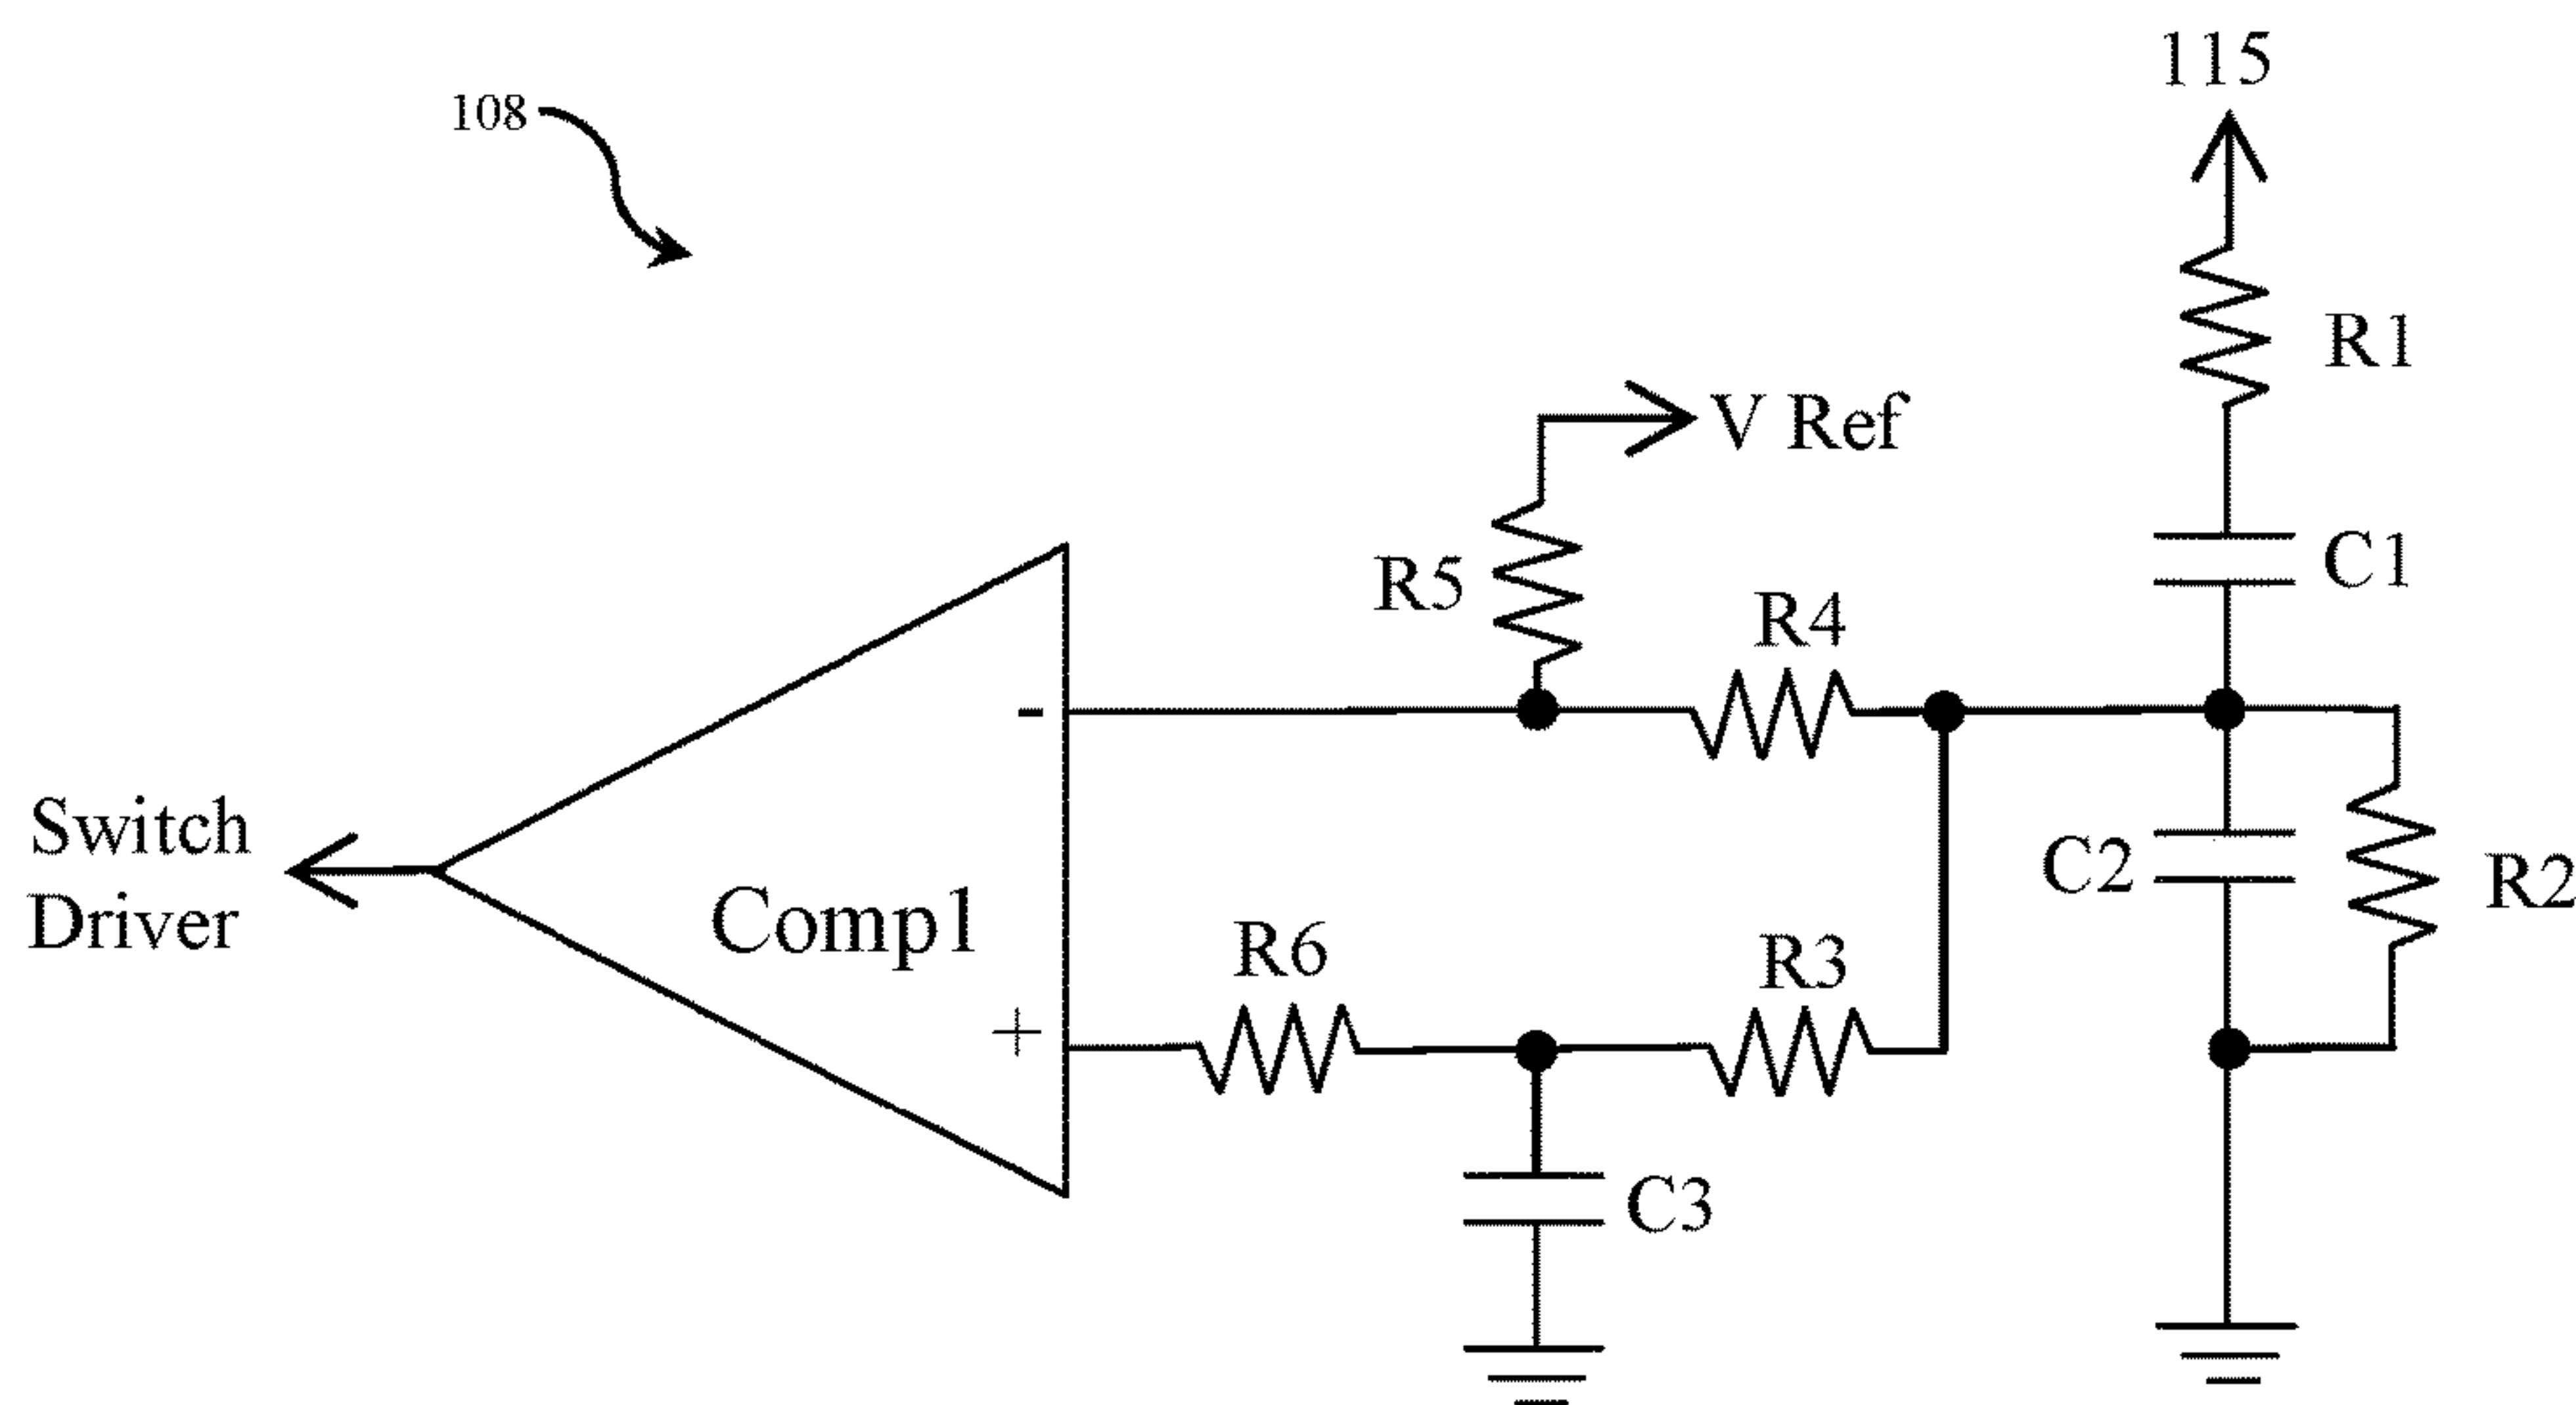 115
108
R1
V Ref
C1
R5
R4
-
Switch
Driver
C2
R2
Comp1
R6
R3
+
C3